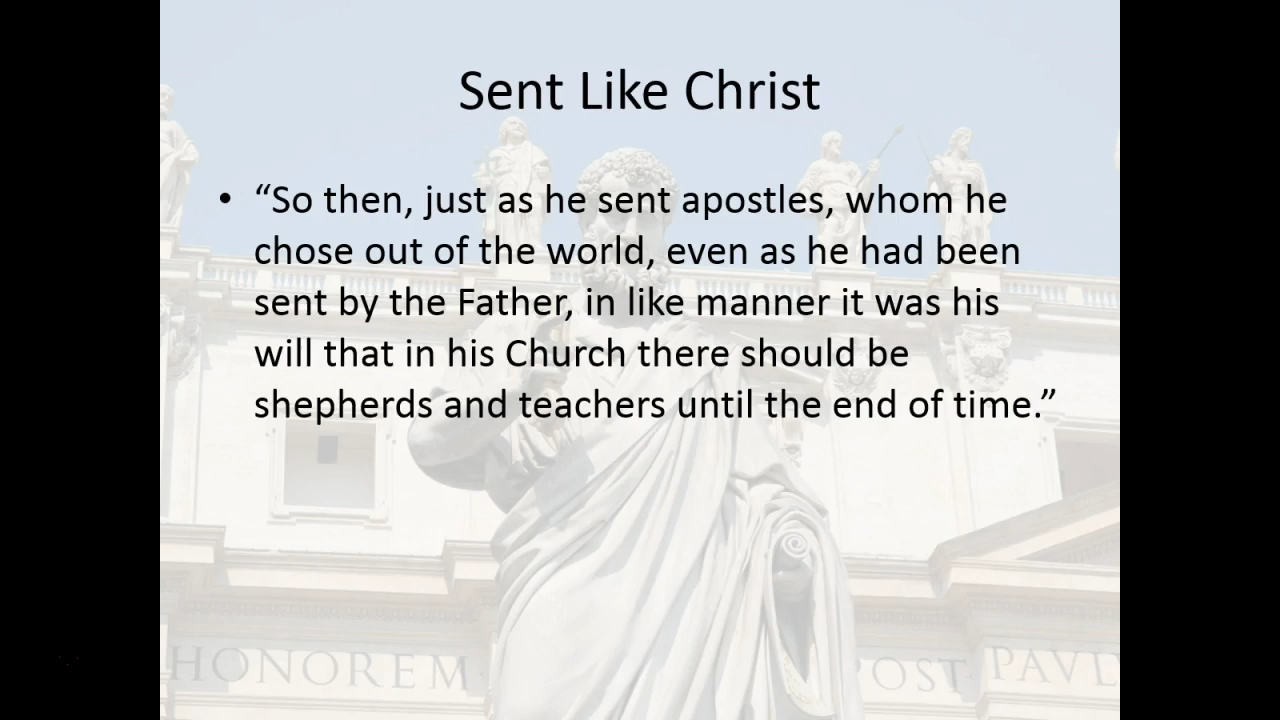 Sent Like Christ
• “So then, just as he sent apostles, whom he
chose out of the world, even as he had been
sent by the Father, in like manner it was his
will that in his Church there should be
shepherds and teachers until the end of time.”
HONOREM POST PAVL